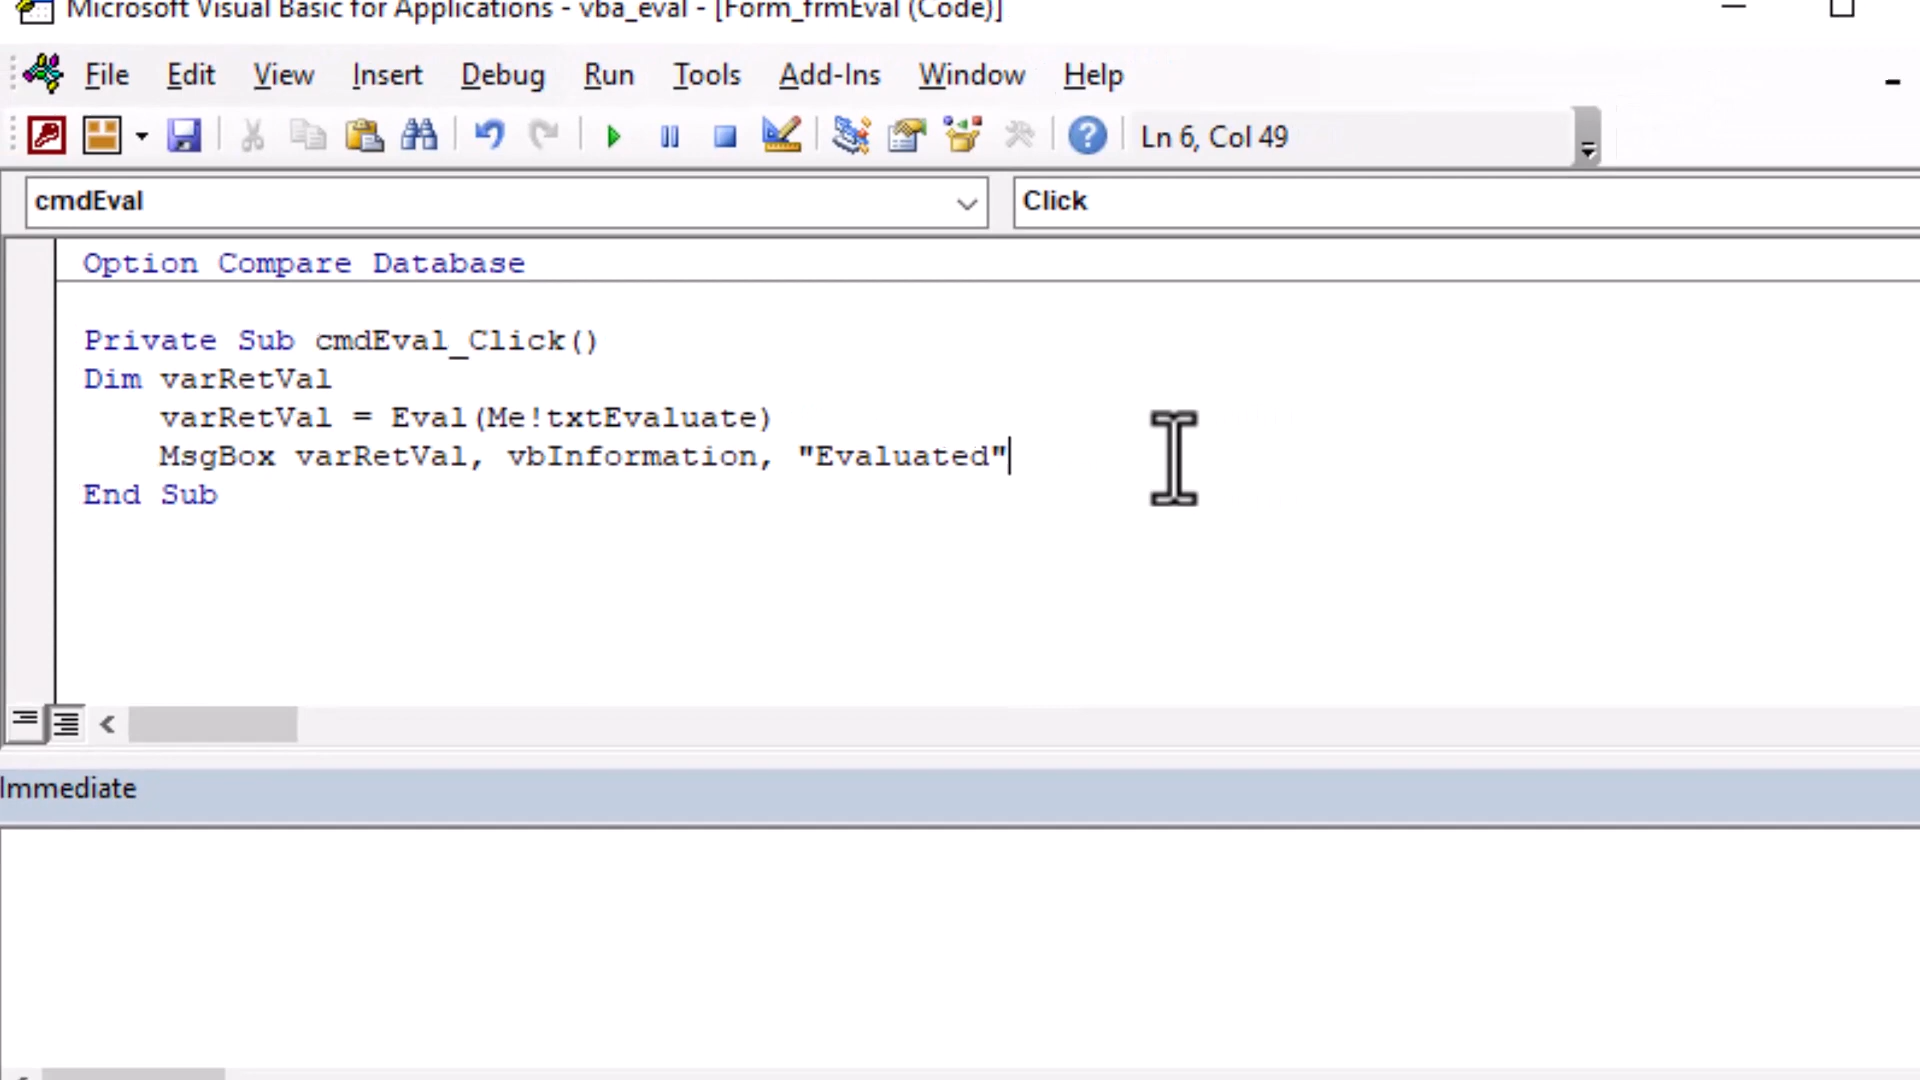 Microsoft Visual Basic for Applications - vba_eval - [Form_frmEval (Code)]
File Edit View Insert Debug Run Tools Add-Ins Window Help
Ln 6, Col 49
cmdEval Click
Option Compare Database
Private Sub cmdEval_Click()
Dim varRetVal
varRetVal = Eval(Me!txtEvaluate)
MsgBox varRetVal, vbInformation, "Evaluated"
End Sub
Immediate